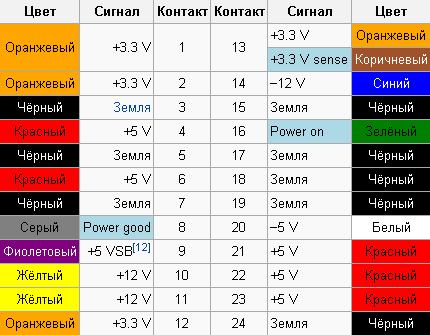 Цвет Сигнал Контакт Контакт Сигнал Цвет
Оранжевый +3.3 V 1 13 +3.3 V Оранжевый
+3.3 V sense Коричневый
Оранжевый +3.3 V 2 14 −12 V Синий
Чёрный Земля 3 15 Земля Чёрный
Красный +5 V 4 16 Power on Зелёный
Чёрный Земля 5 17 Земля Чёрный
Красный +5 V 6 18 Земля Чёрный
Чёрный Земля 7 19 Земля Чёрный
Серый Power good 8 20 −5 V Белый
Фиолетовый +5 VSB[12] 9 21 +5 V Красный
Жёлтый +12 V 10 22 +5 V Красный
Жёлтый +12 V 11 23 +5 V Красный
Оранжевый +3.3 V 12 24 Земля Чёрный